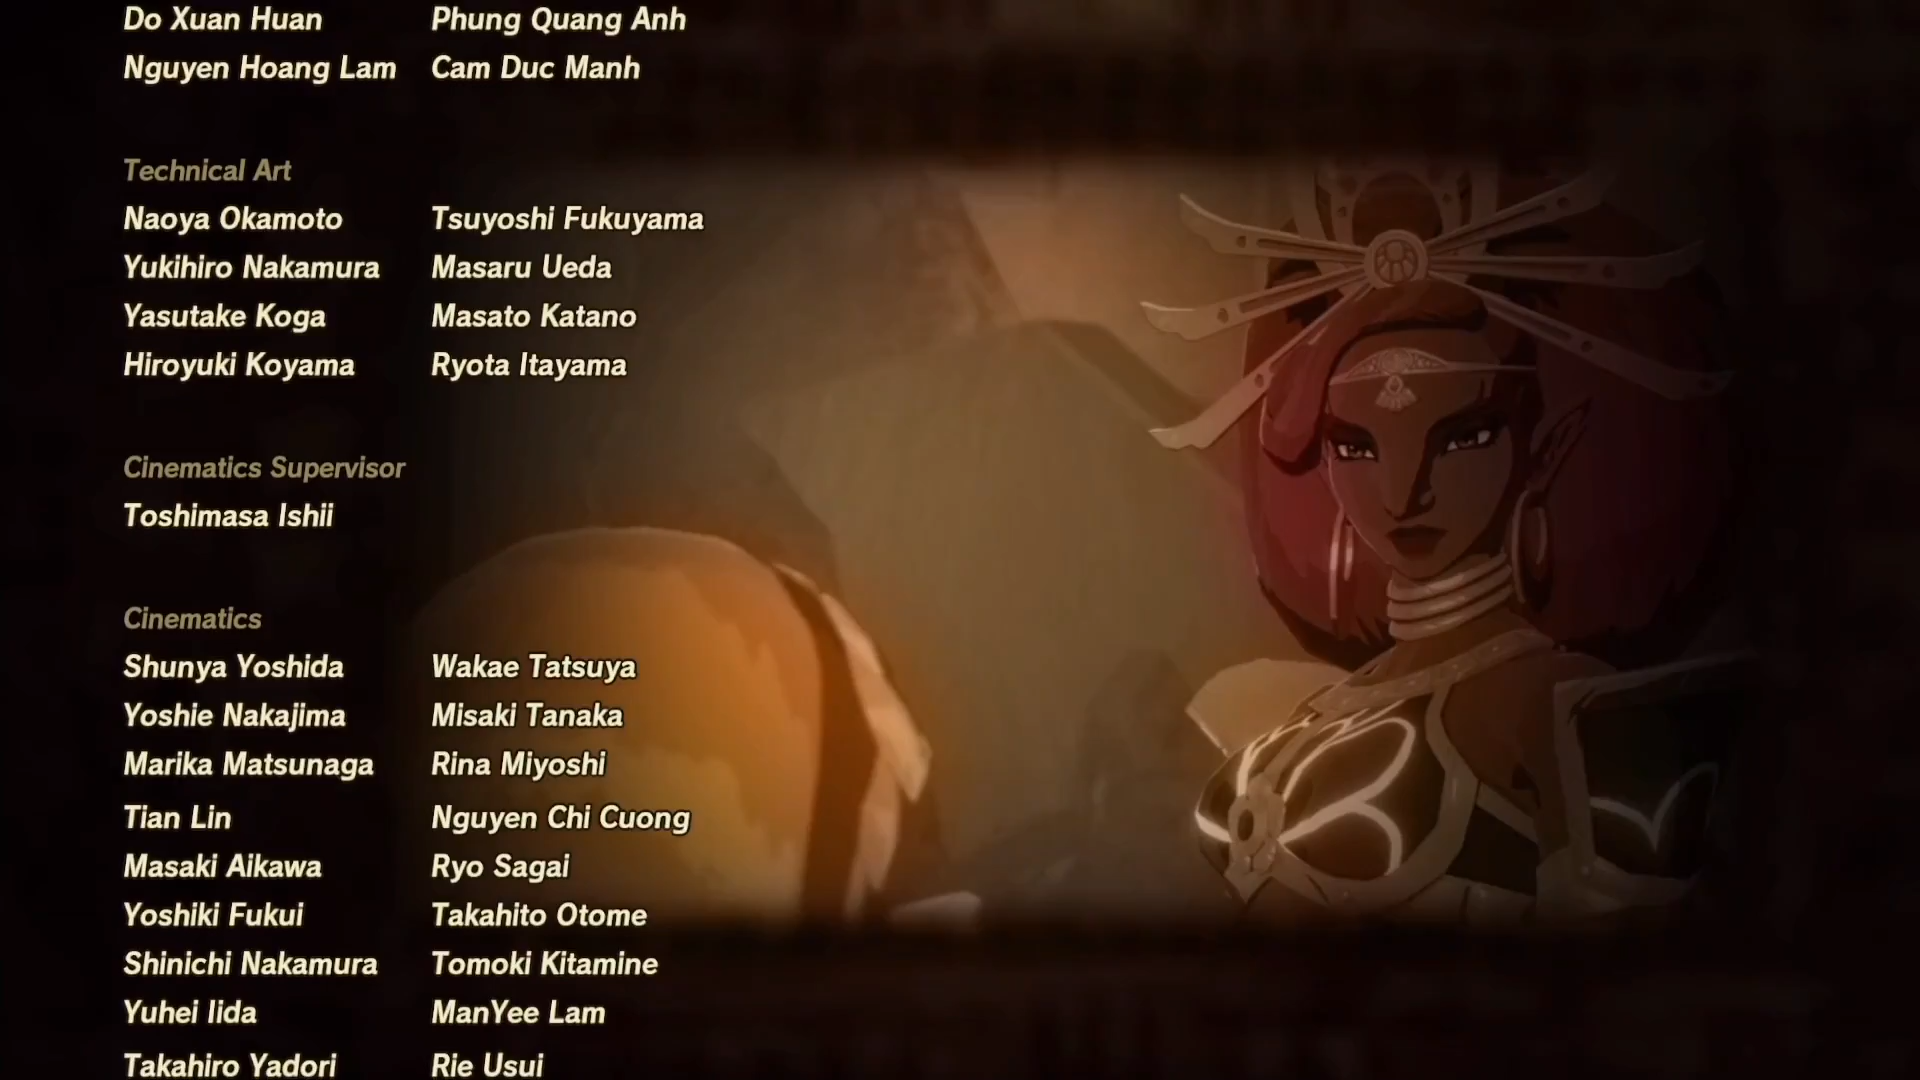 Do Xuan Huan Phung Quang Anh
Nguyen Hoang Lam Cam Duc Manh
Technical Art
Naoya Okamoto Tsuyoshi Fukuyama
Yukihiro Nakamura Masaru Ueda
Yasutake Koga Masato Katano
Hiroyuki Koyama Ryota Itayama
Cinematics Supervisor
Toshimasa Ishii
Cinematics
Shunya Yoshida Wakae Tatsuya
Yoshie Nakajima Misaki Tanaka
Marika Matsunaga Rina Miyoshi
Tian Lin Nguyen Chi Cuong
Masaki Aikawa Ryo Sagai
Yoshiki Fukui Takahito Otome
Shinichi Nakamura Tomoki Kitamine
Yuhei Iida ManYee Lam
Takahiro Yadori Rie Usui